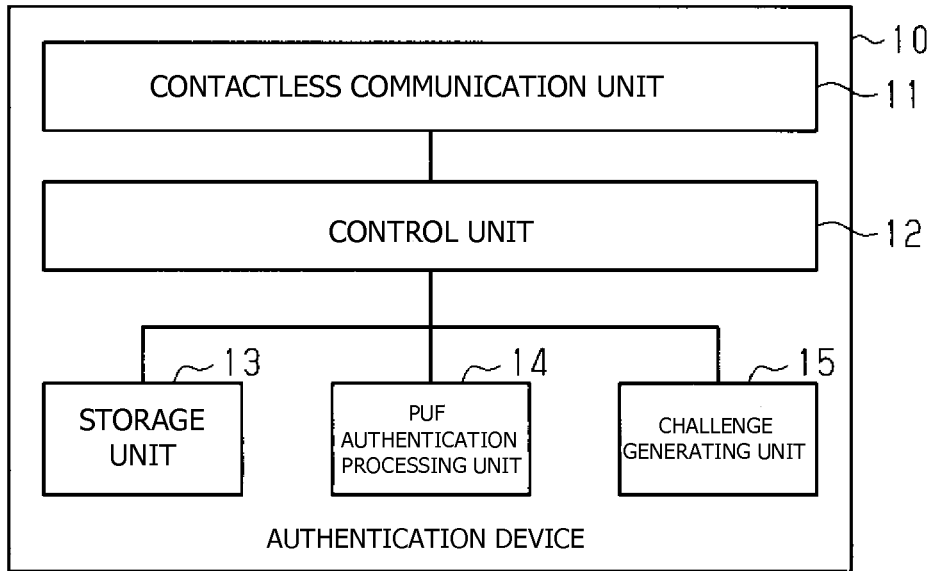 10
CONTACTLESS COMMUNICATION UNIT
11
CONTROL UNIT
12
13
14
15
STORAGE
UNIT
PUF
AUTHENTICATION
PROCESSING UNIT
CHALLENGE
GENERATING UNIT
AUTHENTICATION DEVICE